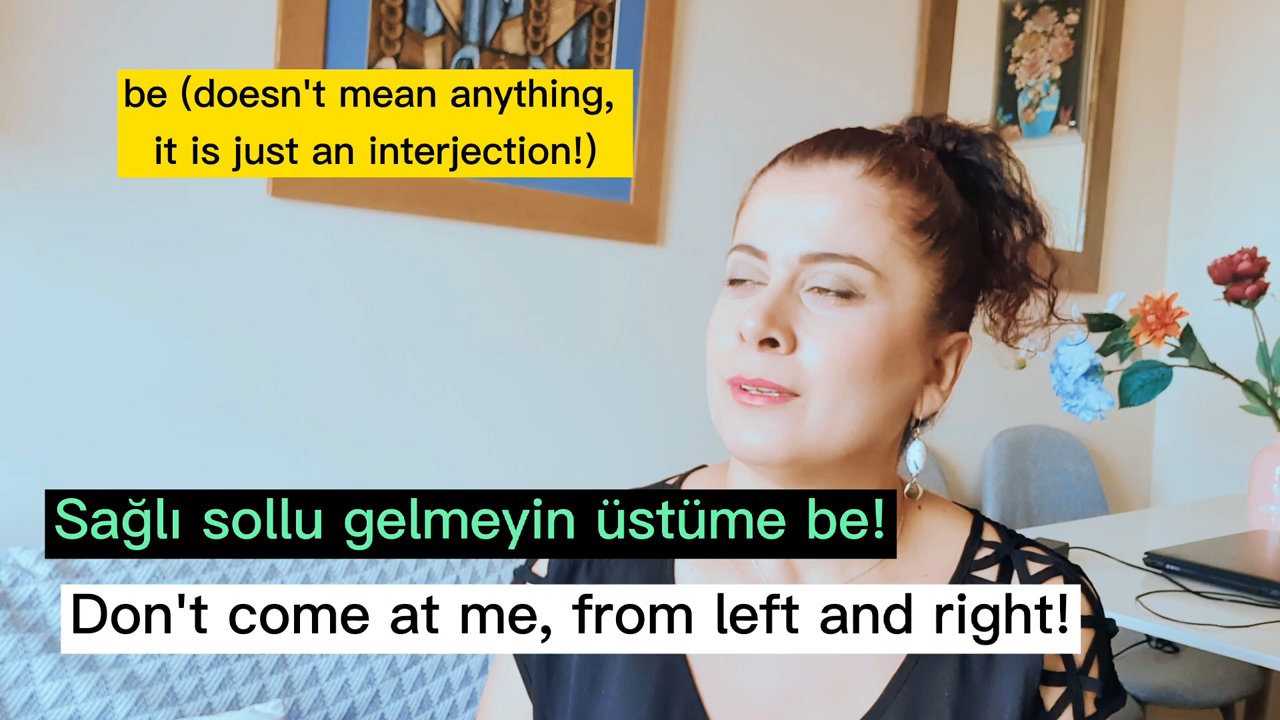 be (doesn't mean anything,
it is just an interjection!)
Sağlı sollu gelmeyin üstüme be!
Don't come at me, from left and right!